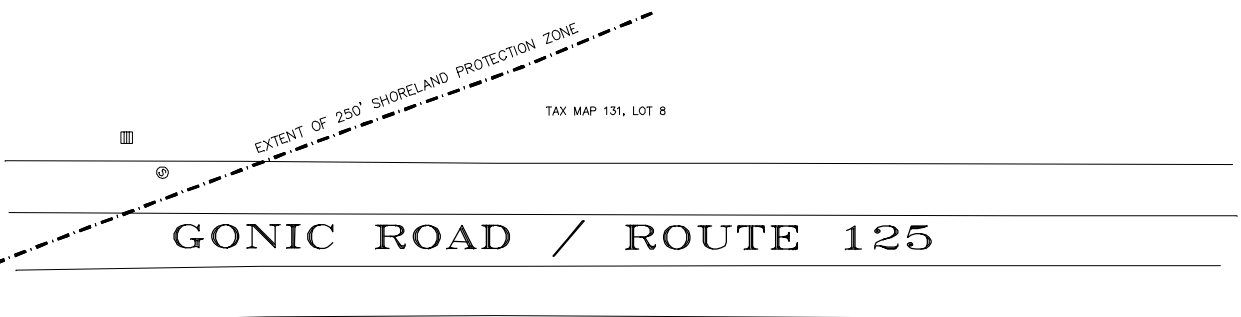 EXTENT OF 250' SHORELAND PROTECTION ZONE
TAX MAP 131, LOT 8
S
GONIC ROAD / ROUTE 125